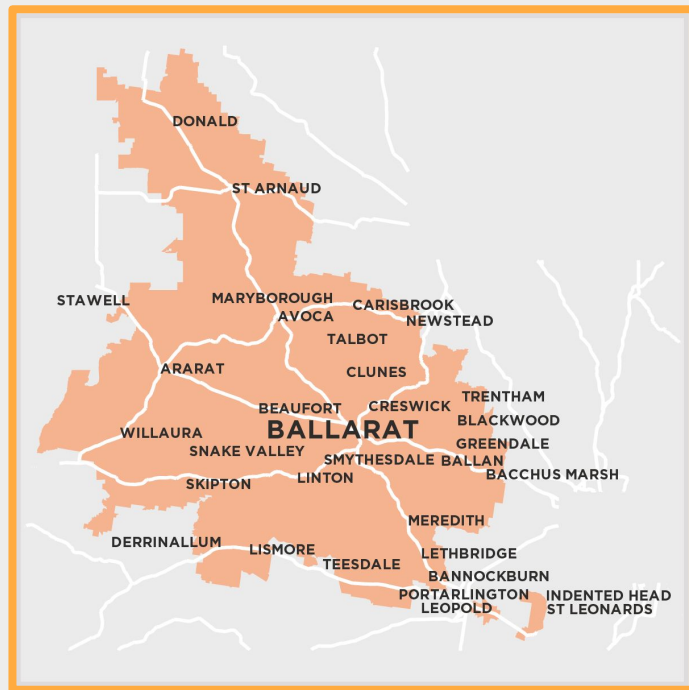 DONALD
ST ARNAUD
STAWELL
MARYBOROUGH
CARISBROOK
AVOCA
NEWSTEAD
TALBOT
ARARAT
CLUNES
TRENTHAM
BEAUFORT
CRESWICK
BLACKWOOD
BALLARAT
WILLAURA
GREENDALE
SNAKE VALLEY
SMYTHESDALE
BALLAN
BACCHUS MARSH
SKIPTON
LINTON
MEREDITH
DERRINALLUM
LISMORE
LETHBRIDGE
TEESDALE
BANNOCKBURN
PORTARLINGTON
INDENTED HEAD
LEOPOLD
ST LEONARDS